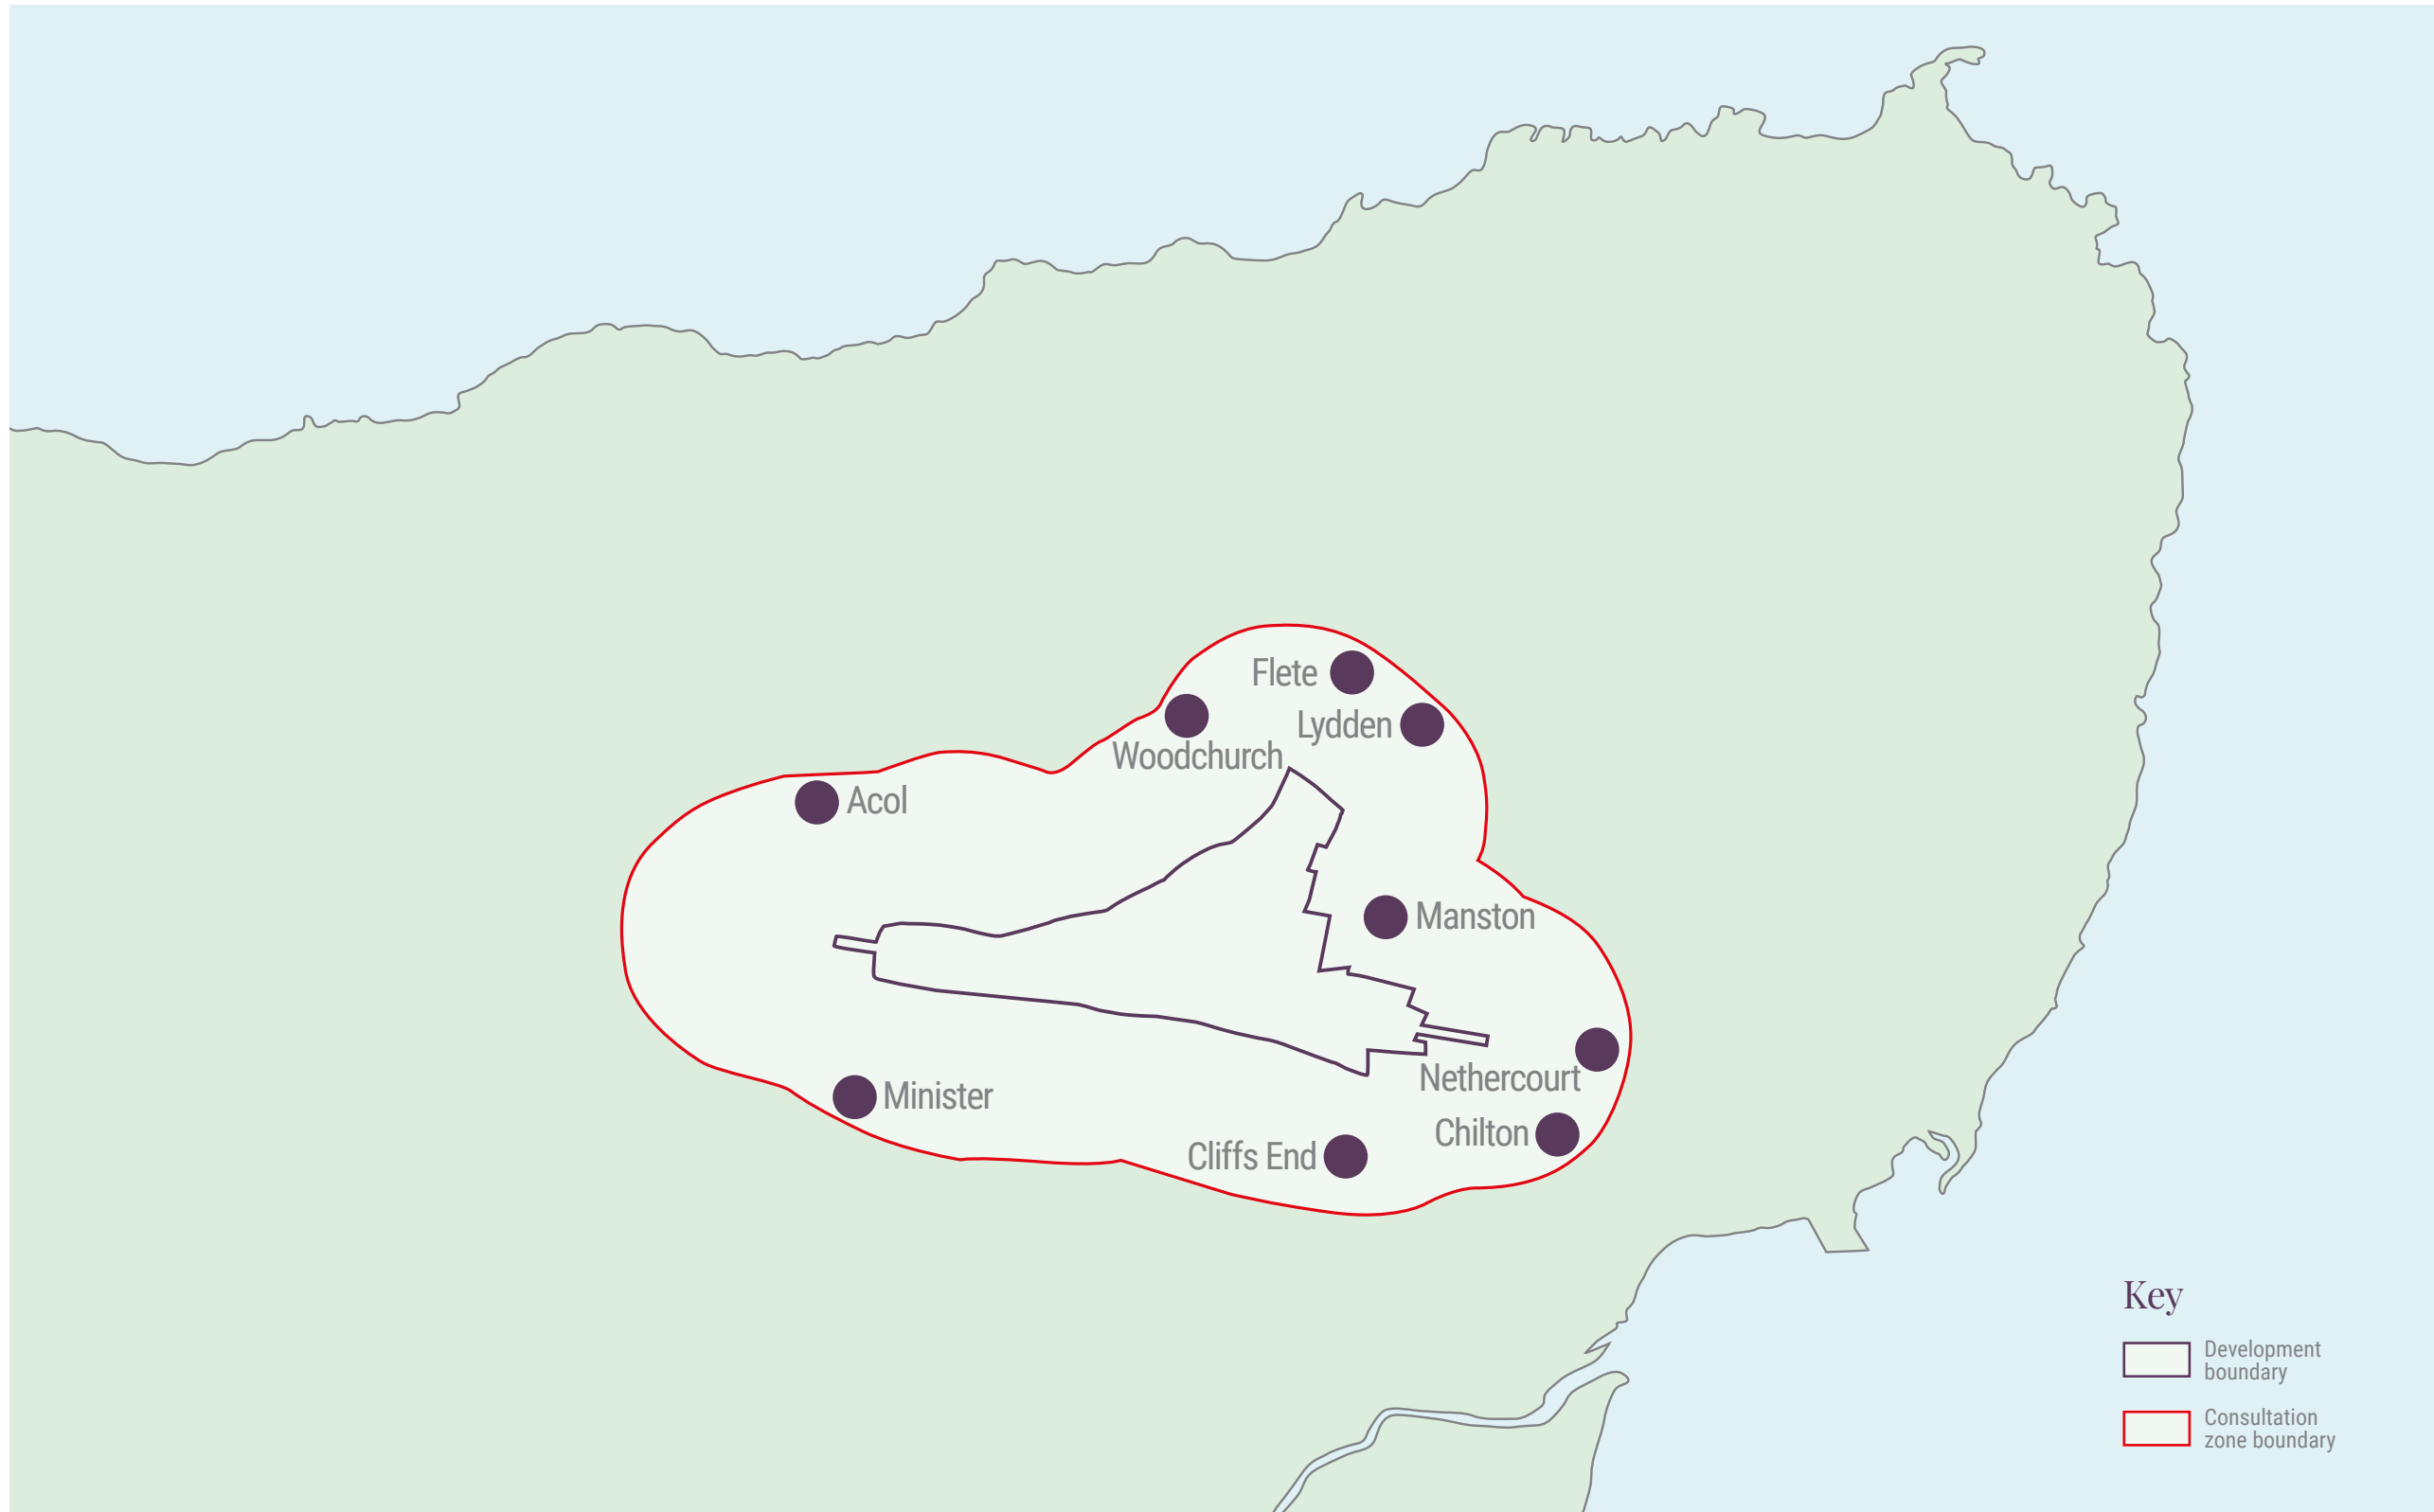 Flete
Lydden
Woodchurch
Acol
Manston
Nethercourt
Minister
Chilton
Cliffs End
Key
Development
boundary
Consultation
zone boundary